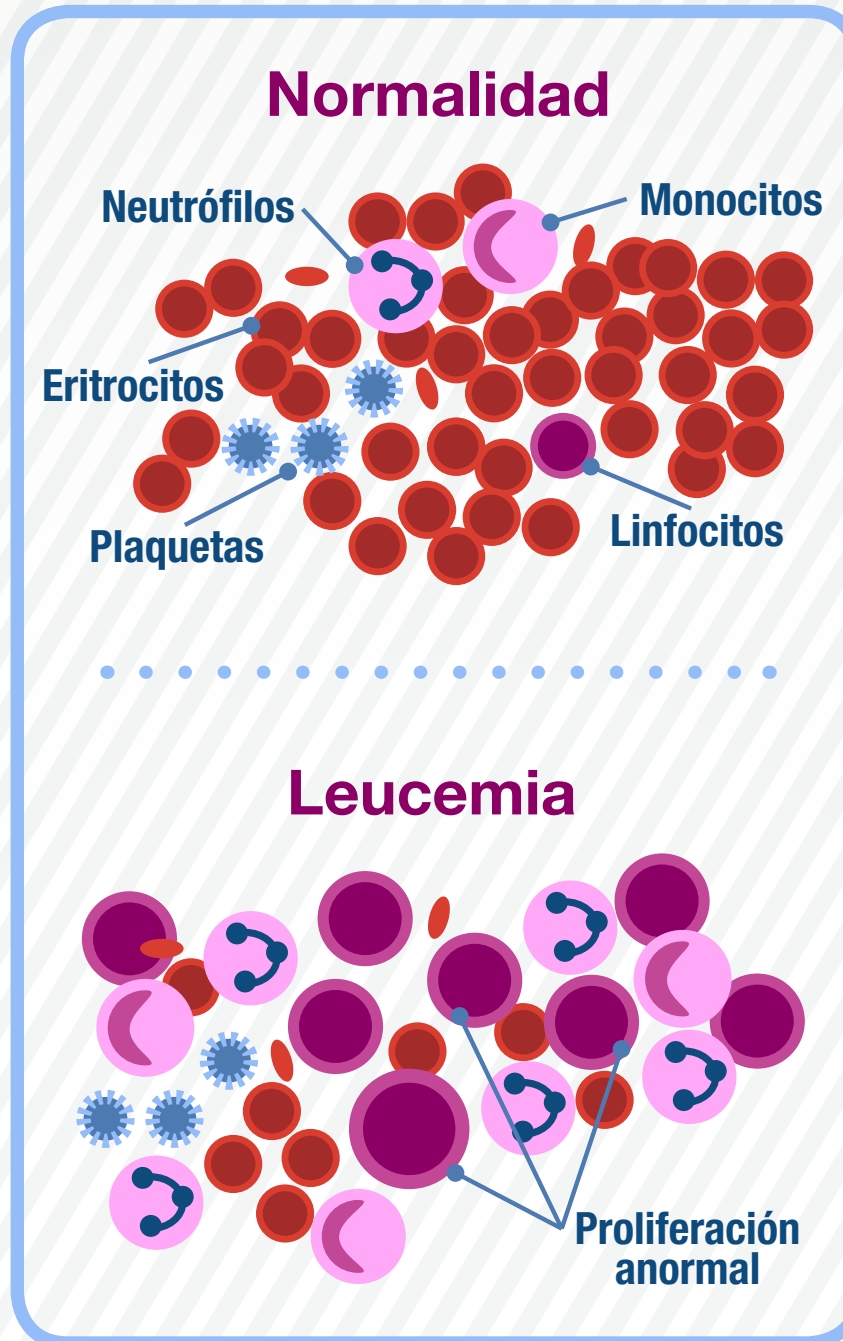 Normalidad
Neutrófilos
Monocitos
Eritrocitos
Plaquetas
Linfocitos
Leucemia
Proliferación
anormal